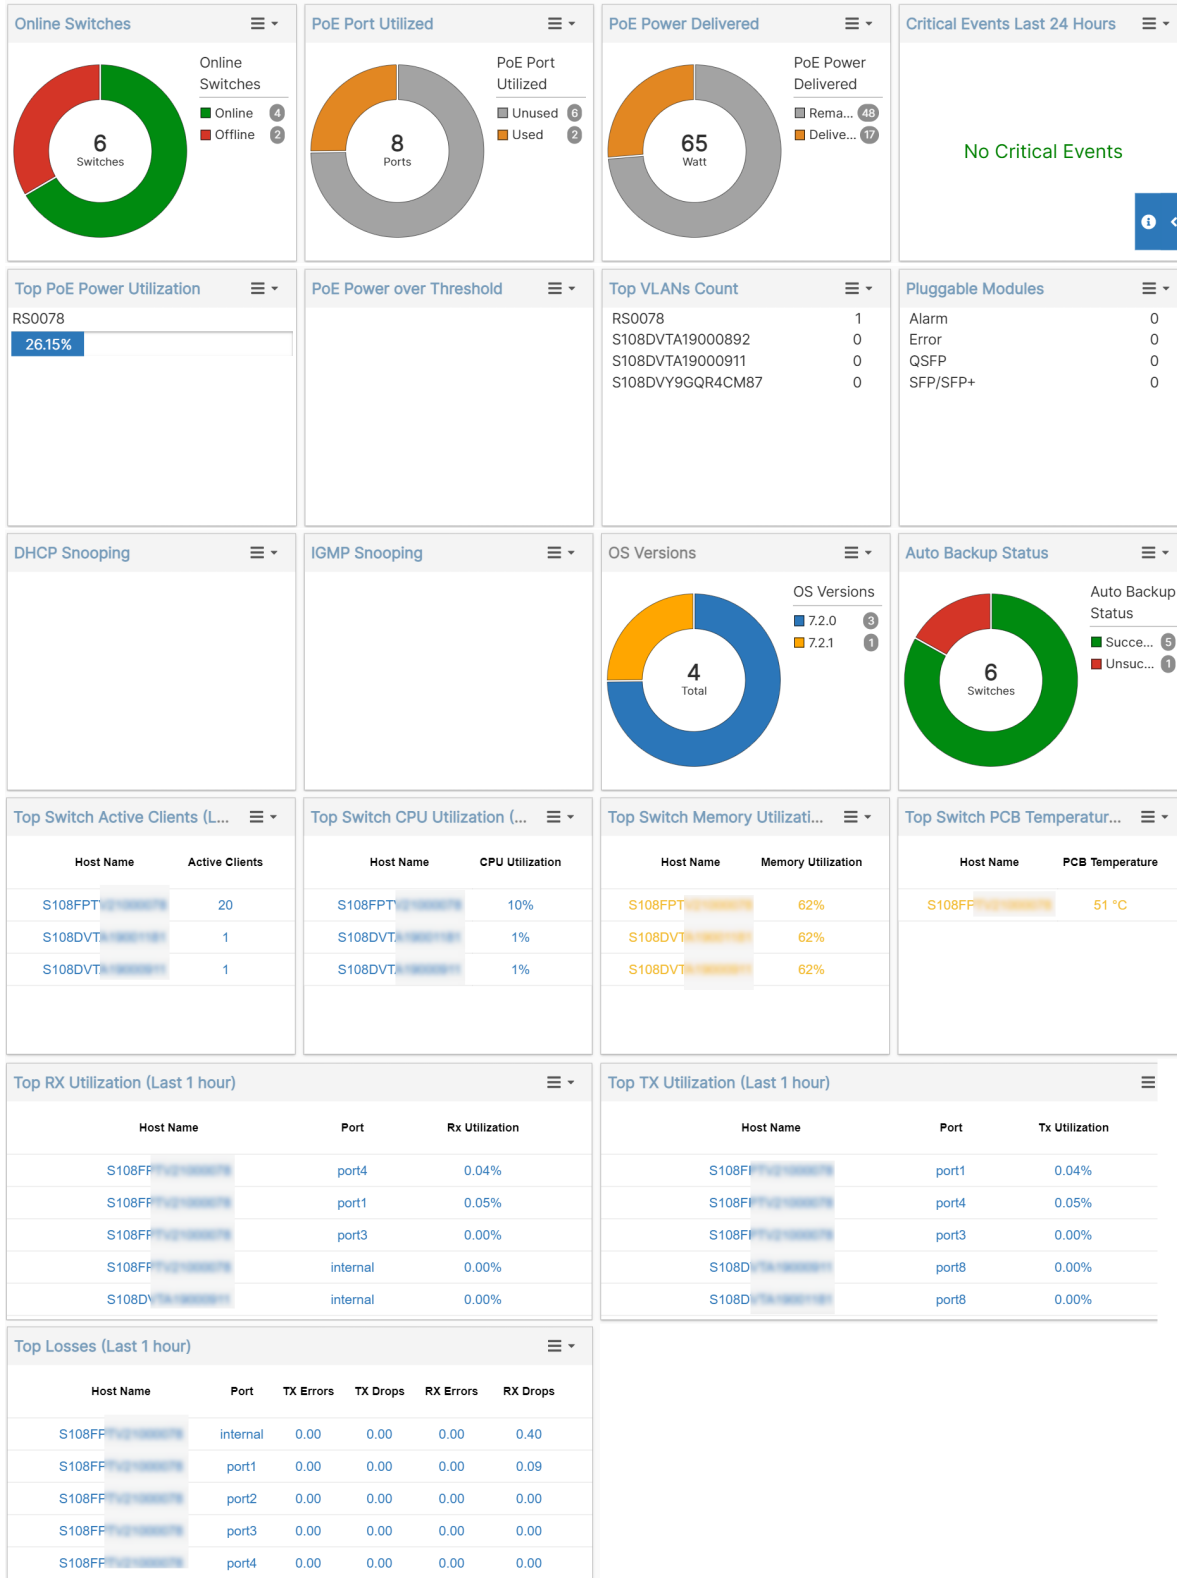 Online Switches
6
Switches
Online
Switches
Online 4
Offline 2
PoE Port Utilized
8
Ports
PoE Port
Utilized
Unused 6
Used 2
PoE Power Delivered
65
Watt
PoE Power
Delivered
Rema... 48
Delive... 17
Critical Events Last 24 Hours
No Critical Events
Top PoE Power Utilization
RS0078
26.15%
PoE Power over Threshold
Top VLANs Count
RS0078 1
S108DVTA19000892 0
S108DVTA19000911 0
S108DVY9GQR4CM87 0
Pluggable Modules
Alarm 0
Error 0
QSFP 0
SFP/SFP+ 0
DHCP Snooping
IGMP Snooping
OS Versions
4
Total
OS Versions
7.2.0 3
7.2.1 1
Auto Backup Status
6
Switches
Auto Backup
Status
Succe... 5
Unsuc... 1
Top Switch Active Clients (L...
Host Name Active Clients
S108FPT 20
S108DVT 1
S108DVT 1
Top Switch CPU Utilization (...
Host Name CPU Utilization
S108FPT 10%
S108DVT 1%
S108DVT 1%
Top Switch Memory Utilizati...
Host Name Memory Utilization
S108FPT 62%
S108DVT 62%
S108DVT 62%
Top Switch PCB Temperatur...
Host Name PCB Temperature
S108FF 51 °C
Top RX Utilization (Last 1 hour)
Host Name Port Rx Utilization
S108FF port4 0.04%
S108FF port1 0.05%
S108FF port3 0.00%
S108FF internal 0.00%
S108D internal 0.00%
Top TX Utilization (Last 1 hour)
Host Name Port Tx Utilization
S108F port1 0.04%
S108F port4 0.05%
S108F port3 0.00%
S108D port8 0.00%
S108D port8 0.00%
Top Losses (Last 1 hour)
Host Name Port TX Errors TX Drops RX Errors RX Drops
S108FF internal 0.00 0.00 0.00 0.40
S108FF port1 0.00 0.00 0.00 0.09
S108FF port2 0.00 0.00 0.00 0.00
S108FF port3 0.00 0.00 0.00 0.00
S108FF port4 0.00 0.00 0.00 0.00